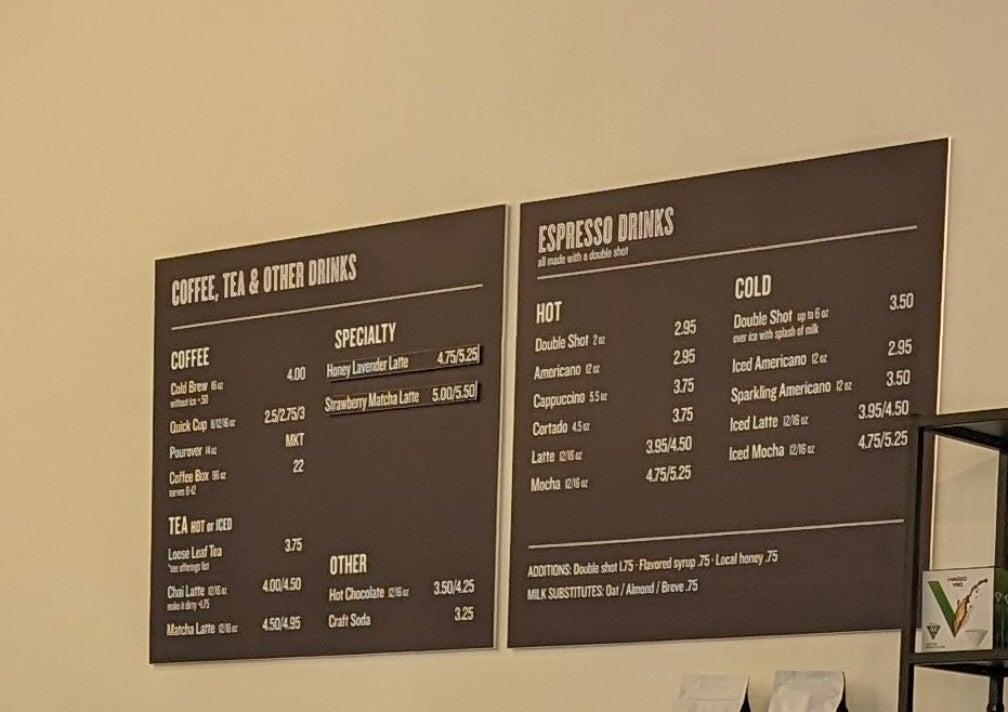 COFFEE, TEA & OTHER DRINKS
COFFEE
Cold Brew 16 oz 4.00
without ice +.50
Quick Cup 8/12/16 oz 2.5/2.75/3
Pourover 14 oz MKT
Coffee Box 96 oz 22
serves 8-12
TEA HOT or ICED
Loose Leaf Tea 3.75
*see offerings list
Chai Latte 12/16 oz 4.00/4.50
make it dirty +1.75
Matcha Latte 12/16 oz 4.50/4.95
SPECIALTY
Honey Lavender Latte 4.75/5.25
Strawberry Matcha Latte 5.00/5.50
OTHER
Hot Chocolate 12/16 oz 3.50/4.25
Craft Soda 3.25
ESPRESSO DRINKS
all made with a double shot
HOT
Double Shot 2 oz 2.95
Americano 12 oz 2.95
Cappuccino 5.5 oz 3.75
Cortado 4.5 oz 3.75
Latte 12/16 oz 3.95/4.50
Mocha 12/16 oz 4.75/5.25
COLD
Double Shot up to 6 oz 3.50
over ice with splash of milk
Iced Americano 12 oz 2.95
Sparkling Americano 12 oz 3.50
Iced Latte 12/16 oz 3.95/4.50
Iced Mocha 12/16 oz 4.75/5.25
ADDITIONS: Double shot 1.75 · Flavored syrup .75 · Local honey .75
MILK SUBSTITUTES: Oat / Almond / Breve .75
HARIO
V60